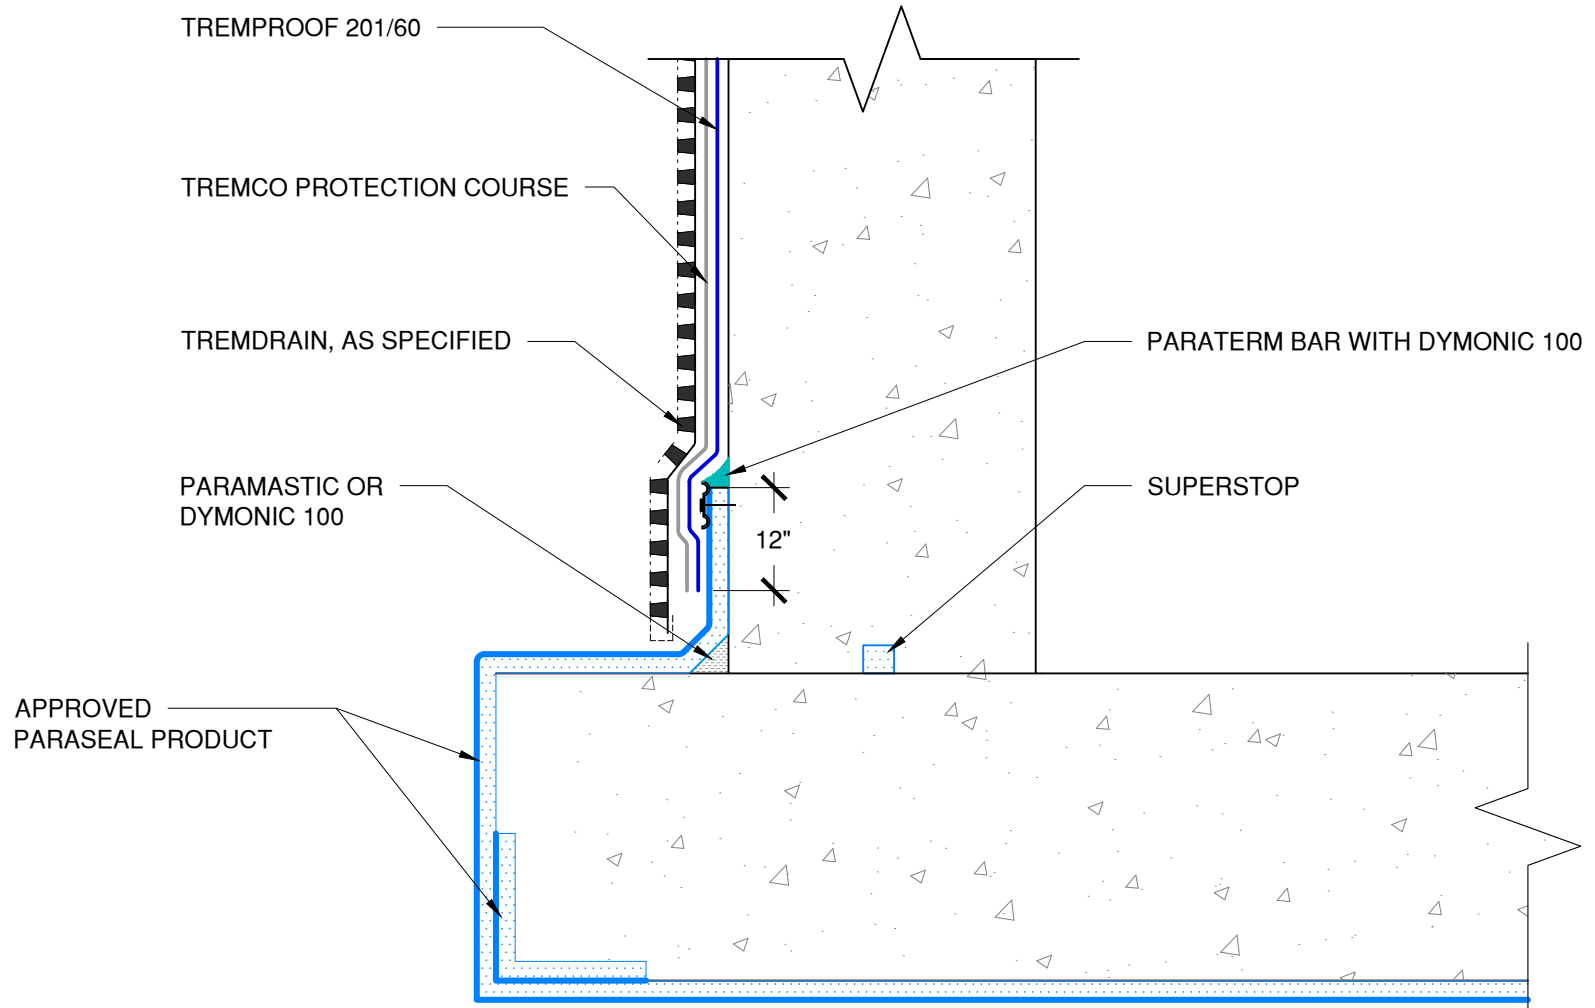 TREMPROOF 201/60
TREMCO PROTECTION COURSE
TREMDRAIN, AS SPECIFIED
PARATERM BAR WITH DYMONIC 100
PARAMASTIC OR
DYMONIC 100
SUPERSTOP
12"
APPROVED
PARASEAL PRODUCT